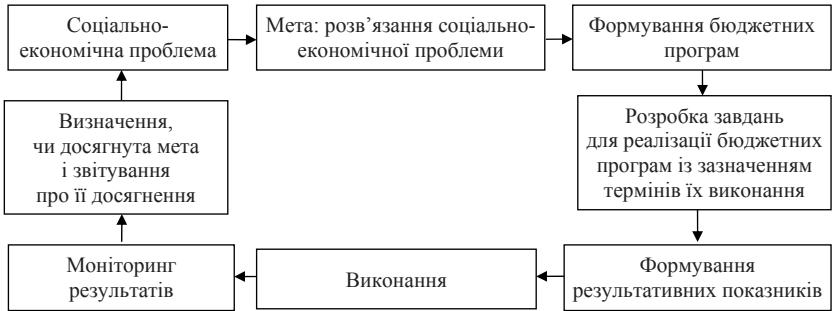 Соціально-
економічна проблема
Мета: розв’язання соціально-
економічної проблеми
Формування бюджетних
програм
Розробка завдань
для реалізації бюджетних
програм із зазначенням
термінів їх виконання
Формування
результативних показників
Виконання
Моніторинг
результатів
Визначення,
чи досягнута мета
і звітування
про її досягнення